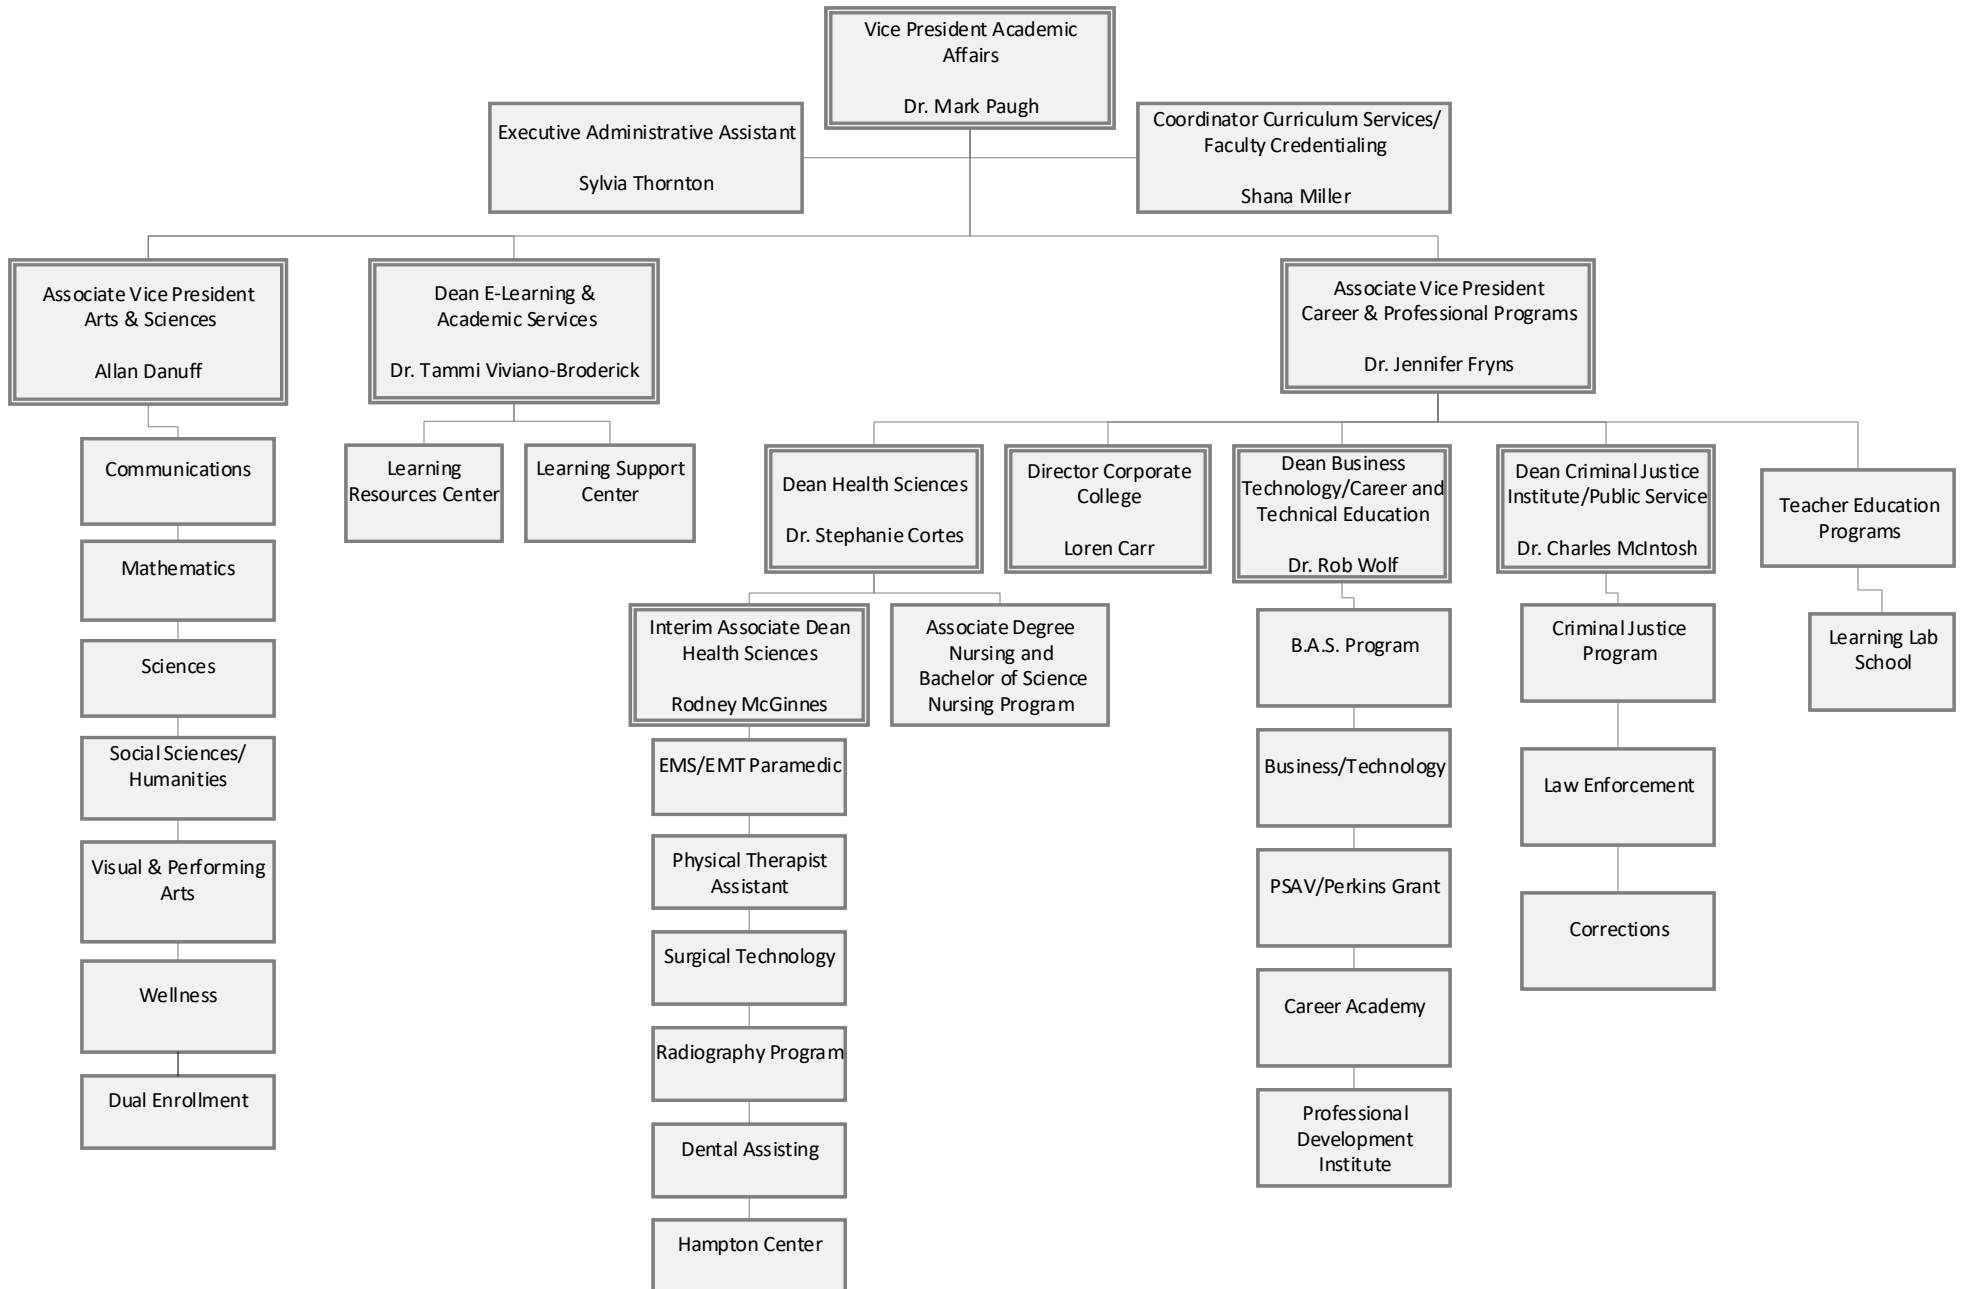 Vice President Academic
Affairs
Dr. Mark Paugh
Executive Administrative Assistant
Sylvia Thornton
Coordinator Curriculum Services/
Faculty Credentialing
Shana Miller
Associate Vice President
Arts & Sciences
Allan Danuff
Dean E-Learning &
Academic Services
Dr. Tammi Viviano-Broderick
Associate Vice President
Career & Professional Programs
Dr. Jennifer Fryns
Communications
Mathematics
Sciences
Social Sciences/
Humanities
Visual & Performing
Arts
Wellness
Dual Enrollment
Learning
Resources Center
Learning Support
Center
Dean Health Sciences
Dr. Stephanie Cortes
Director Corporate
College
Loren Carr
Dean Business
Technology/Career and
Technical Education
Dr. Rob Wolf
Dean Criminal Justice
Institute/Public Service
Dr. Charles McIntosh
Teacher Education
Programs
Interim Associate Dean
Health Sciences
Rodney McGinnes
Associate Degree
Nursing and
Bachelor of Science
Nursing Program
EMS/EMT Paramedic
Physical Therapist
Assistant
Surgical Technology
Radiography Program
Dental Assisting
Hampton Center
B.A.S. Program
Business/Technology
PSAV/Perkins Grant
Career Academy
Professional
Development
Institute
Criminal Justice
Program
Law Enforcement
Corrections
Learning Lab
School